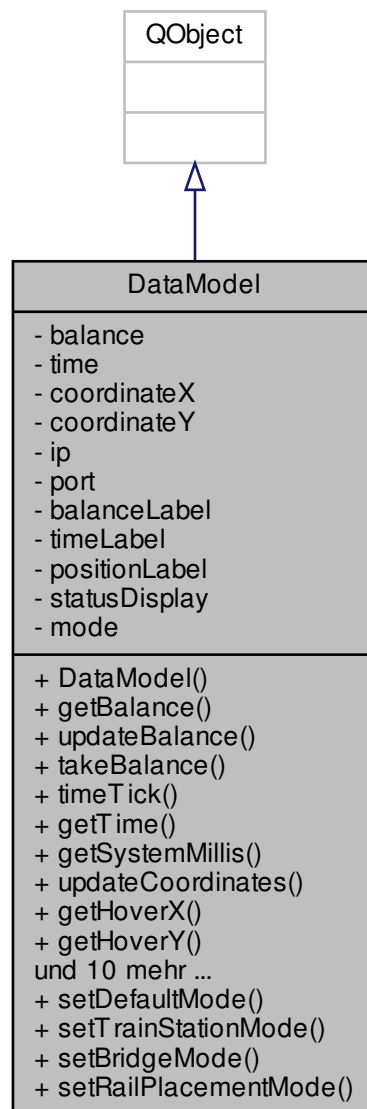 QObject
DataModel
- balance
- time
- coordinateX
- coordinateY
- ip
- port
- balanceLabel
- timeLabel
- positionLabel
- statusDisplay
- mode
+ DataModel()
+ getBalance()
+ updateBalance()
+ takeBalance()
+ timeTick()
+ getTime()
+ getSystemMillis()
+ updateCoordinates()
+ getHoverX()
+ getHoverY()
und 10 mehr ...
+ setDefaultMode()
+ setTrainStationMode()
+ setBridgeMode()
+ setRailPlacementMode()